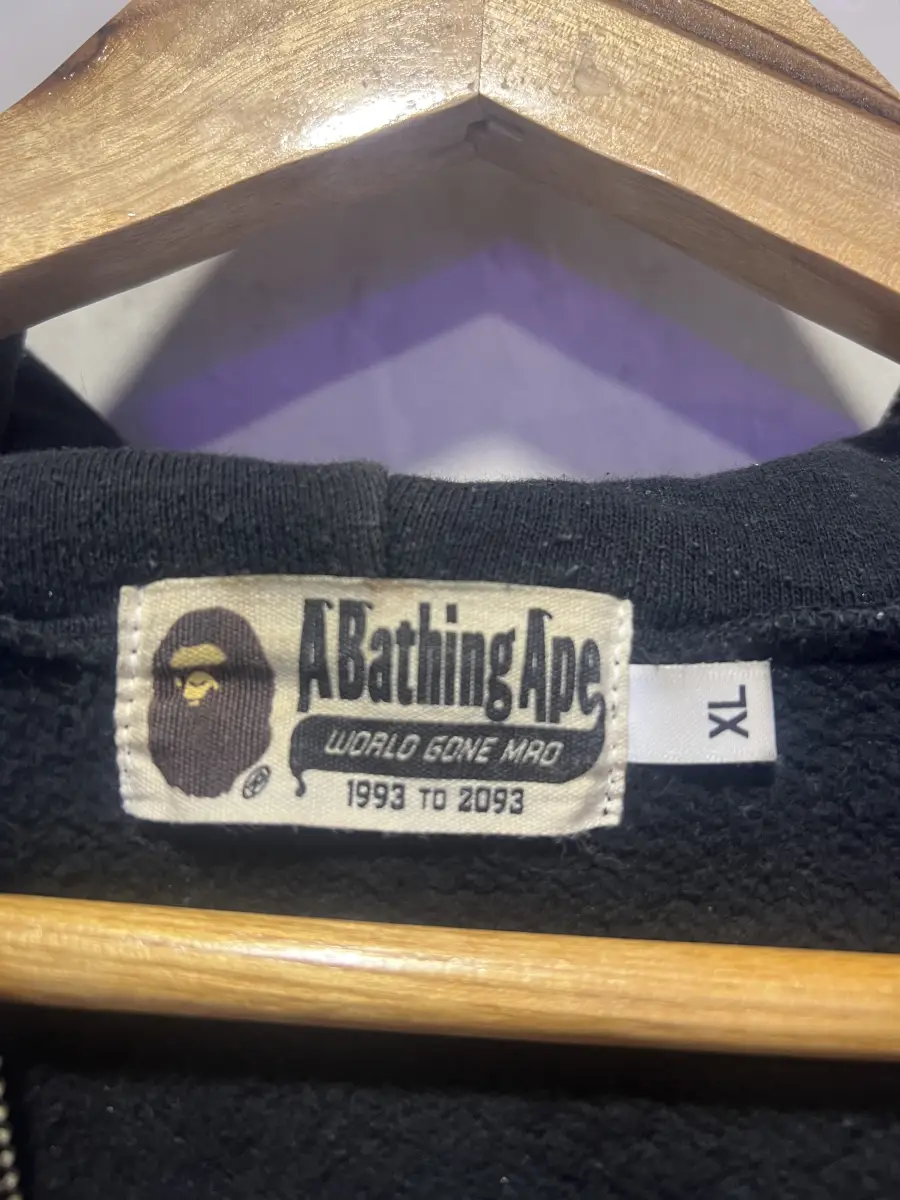 A Bathing Ape
WORLD GONE MAD
1993 TO 2093
®
XL